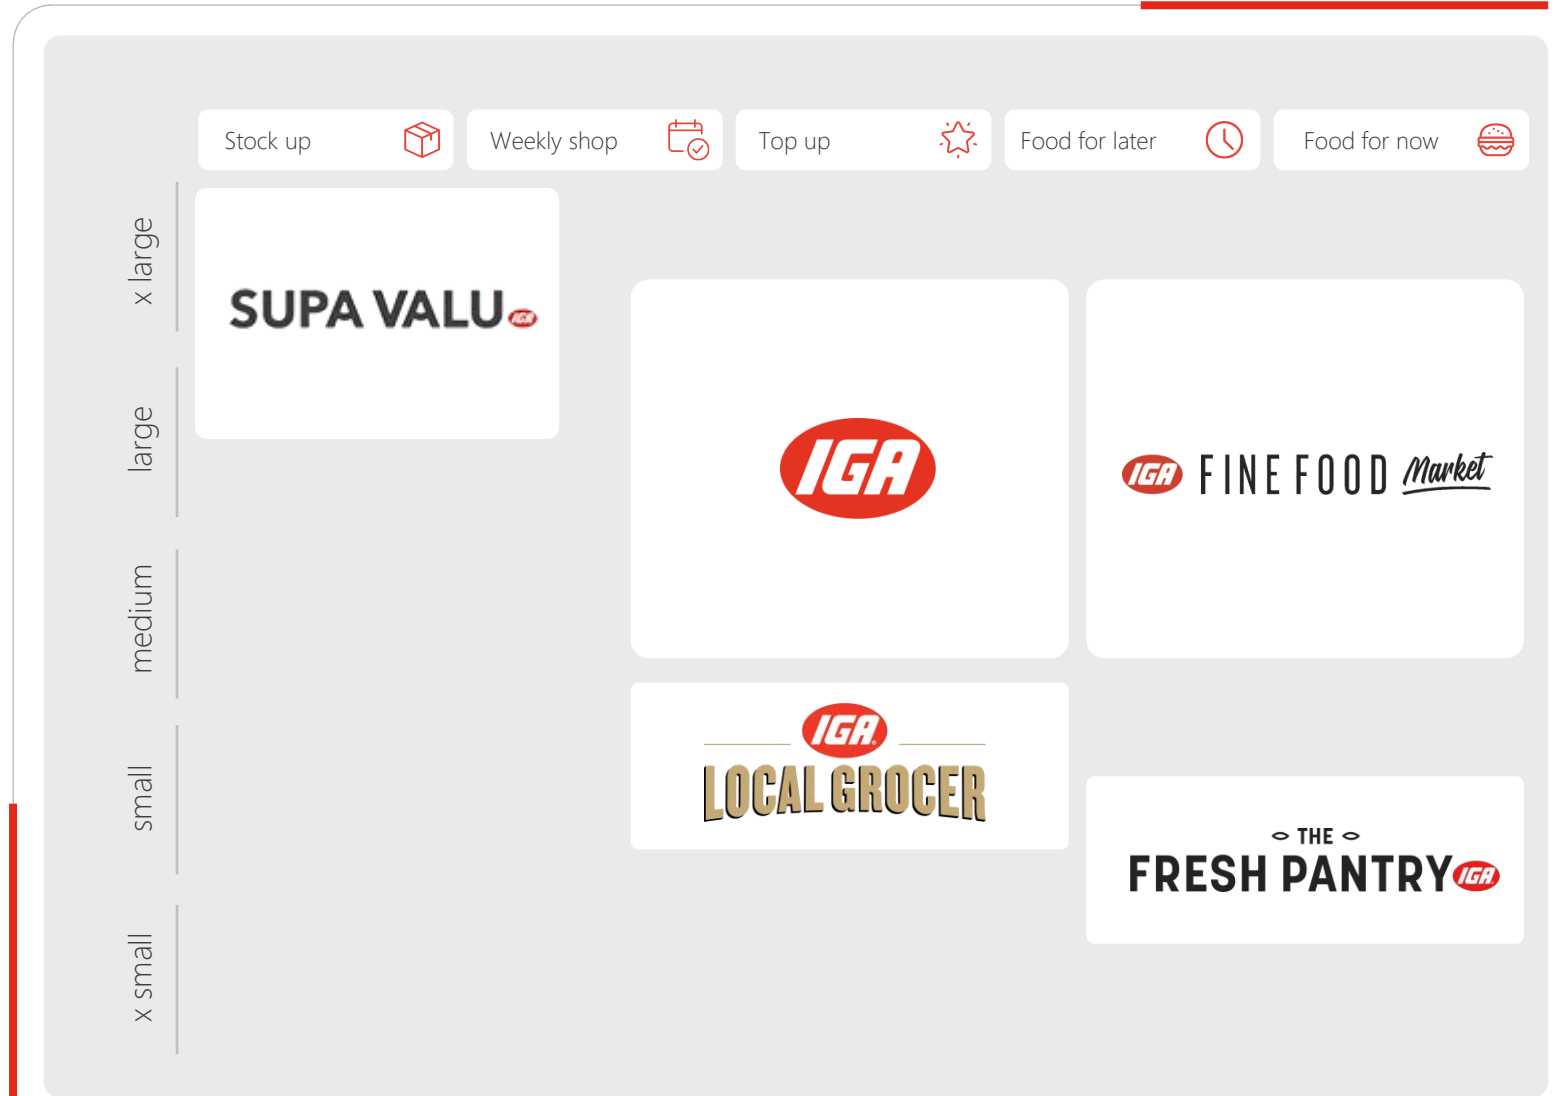 Stock up
Weekly shop
Top up
Food for later
Food for now
x large
SUPA VALU IGA
large
IGA
IGA FINE FOOD Market
medium
IGA
LOCAL GROCER
small
THE
FRESH PANTRY IGA
x small